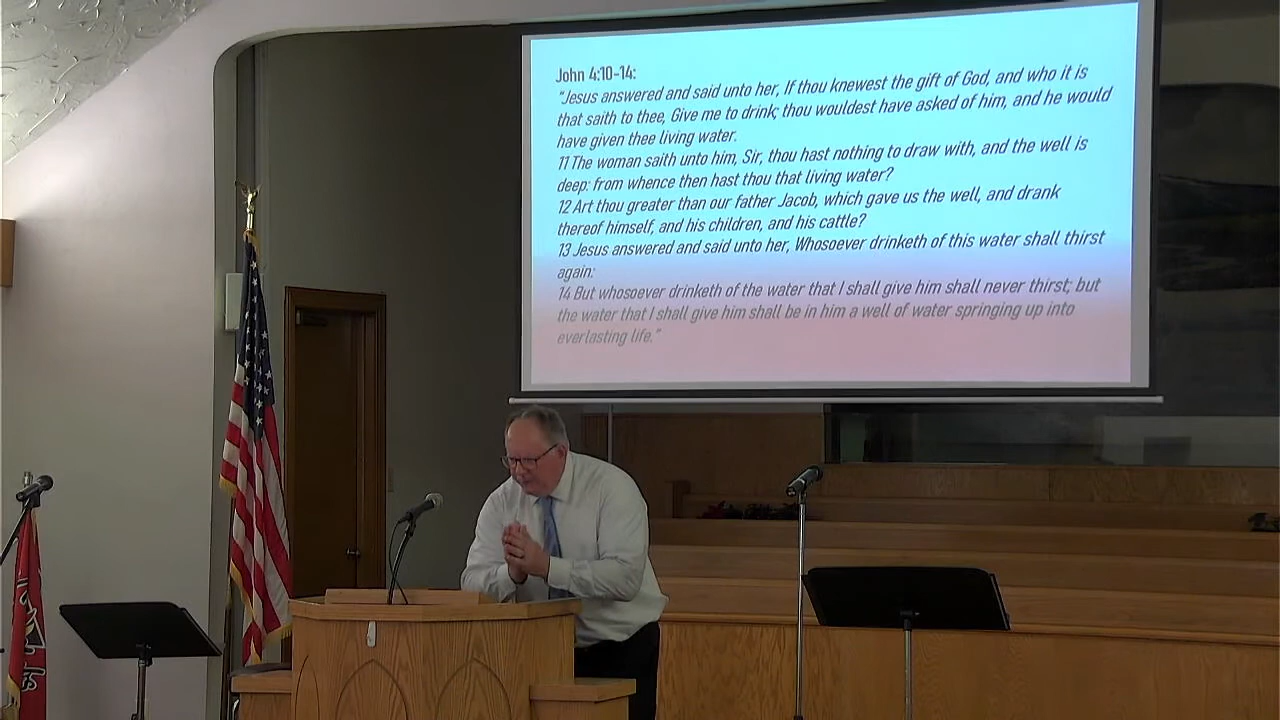 John 4:10-14:
"Jesus answered and said unto her, If thou knewest the gift of God, and who it is
that saith to thee, Give me to drink; thou wouldest have asked of him, and he would
have given thee living water.
11 The woman saith unto him, Sir, thou hast nothing to draw with, and the well is
deep: from whence then hast thou that living water?
12 Art thou greater than our father Jacob, which gave us the well, and drank
thereof himself, and his children, and his cattle?
13 Jesus answered and said unto her, Whosoever drinketh of this water shall thirst
again:
14 But whosoever drinketh of the water that I shall give him shall never thirst; but
the water that I shall give him shall be in him a well of water springing up into
everlasting life."